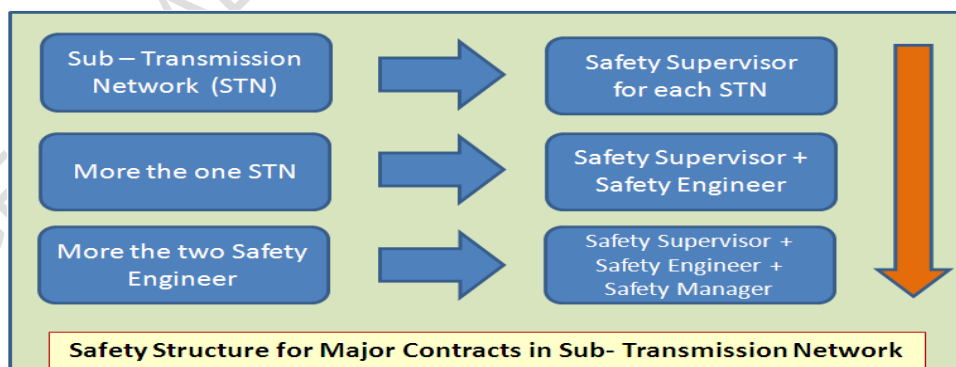 Sub – Transmission
Network (STN)
Safety Supervisor
for each STN
More the one STN
Safety Supervisor +
Safety Engineer
More the two Safety
Engineer
Safety Supervisor +
Safety Engineer +
Safety Manager
Safety Structure for Major Contracts in Sub- Transmission Network